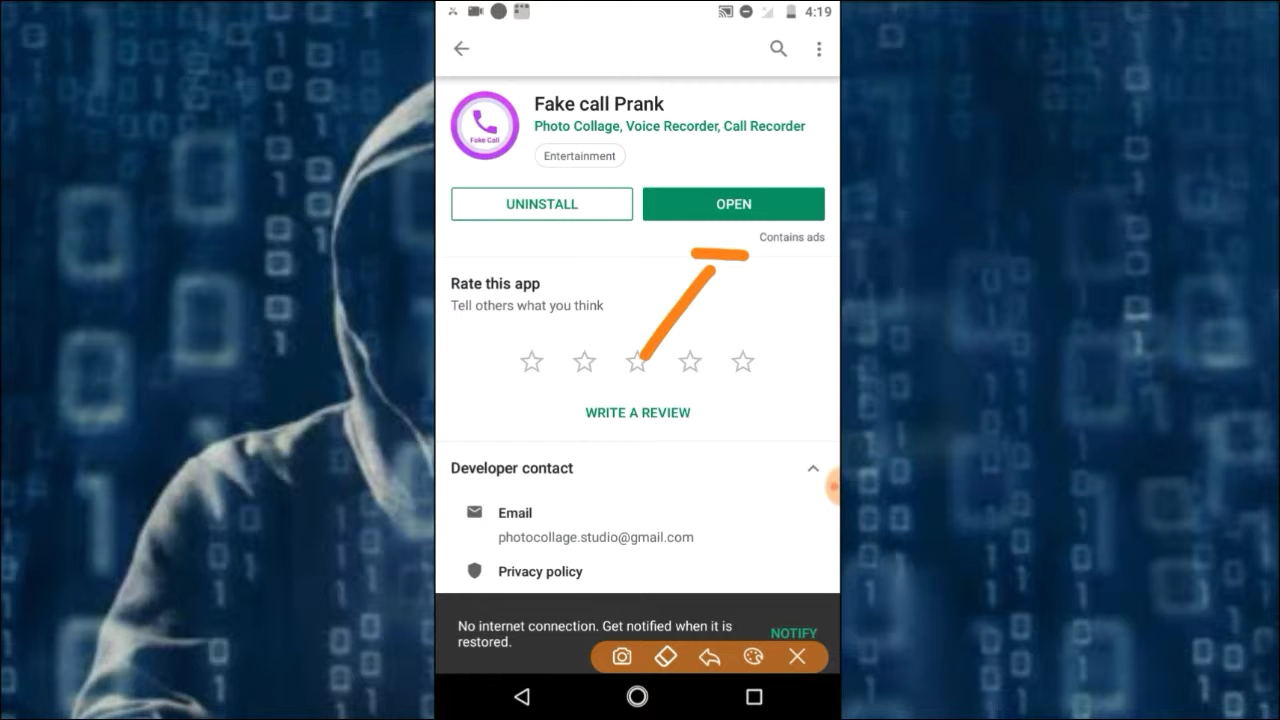 4:19
Fake call Prank
Photo Collage, Voice Recorder, Call Recorder
Fake Call
Entertainment
UNINSTALL
OPEN
Contains ads
Rate this app
Tell others what you think
WRITE A REVIEW
Developer contact
Email
photocollage.studio@gmail.com
Privacy policy
No internet connection. Get notified when it is
restored.
NOTIFY